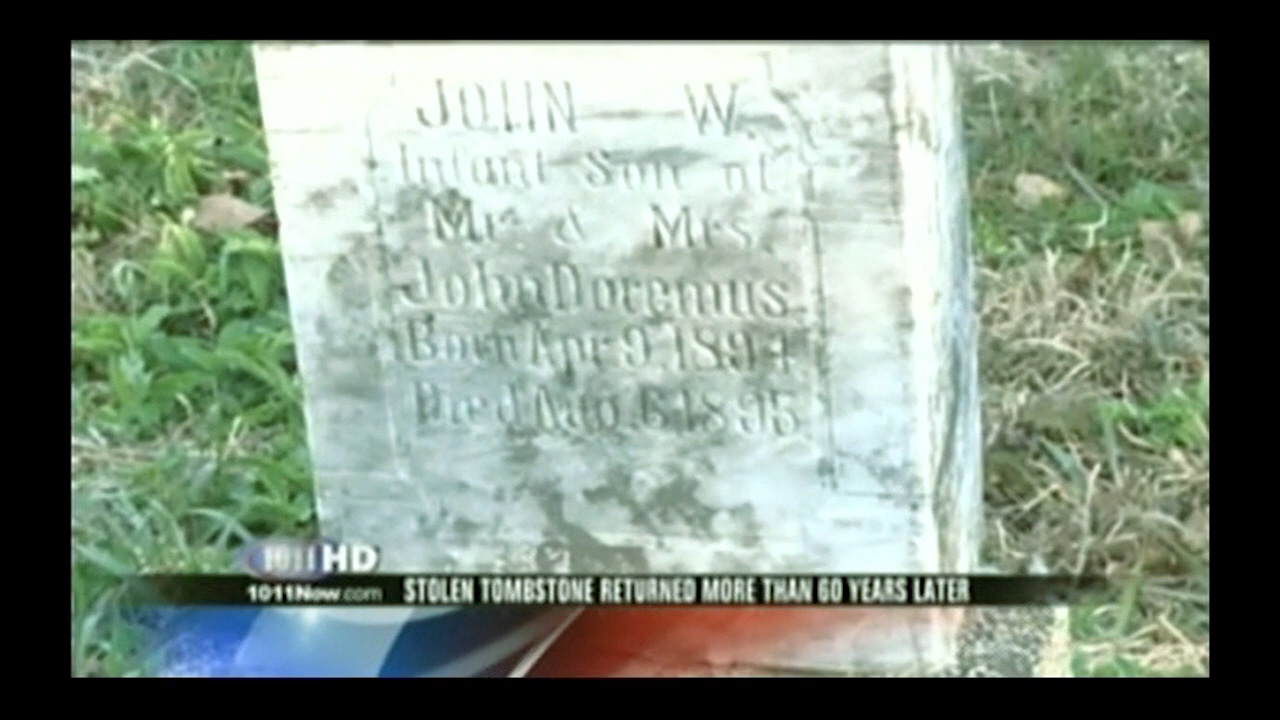 JOHN W.
Infant Son of
Mr. & Mrs.
John Doremus
Born Apr 9 1894
Died Aug 6 1895
1011 HD
1011Now.com STOLEN TOMBSTONE RETURNED MORE THAN 60 YEARS LATER